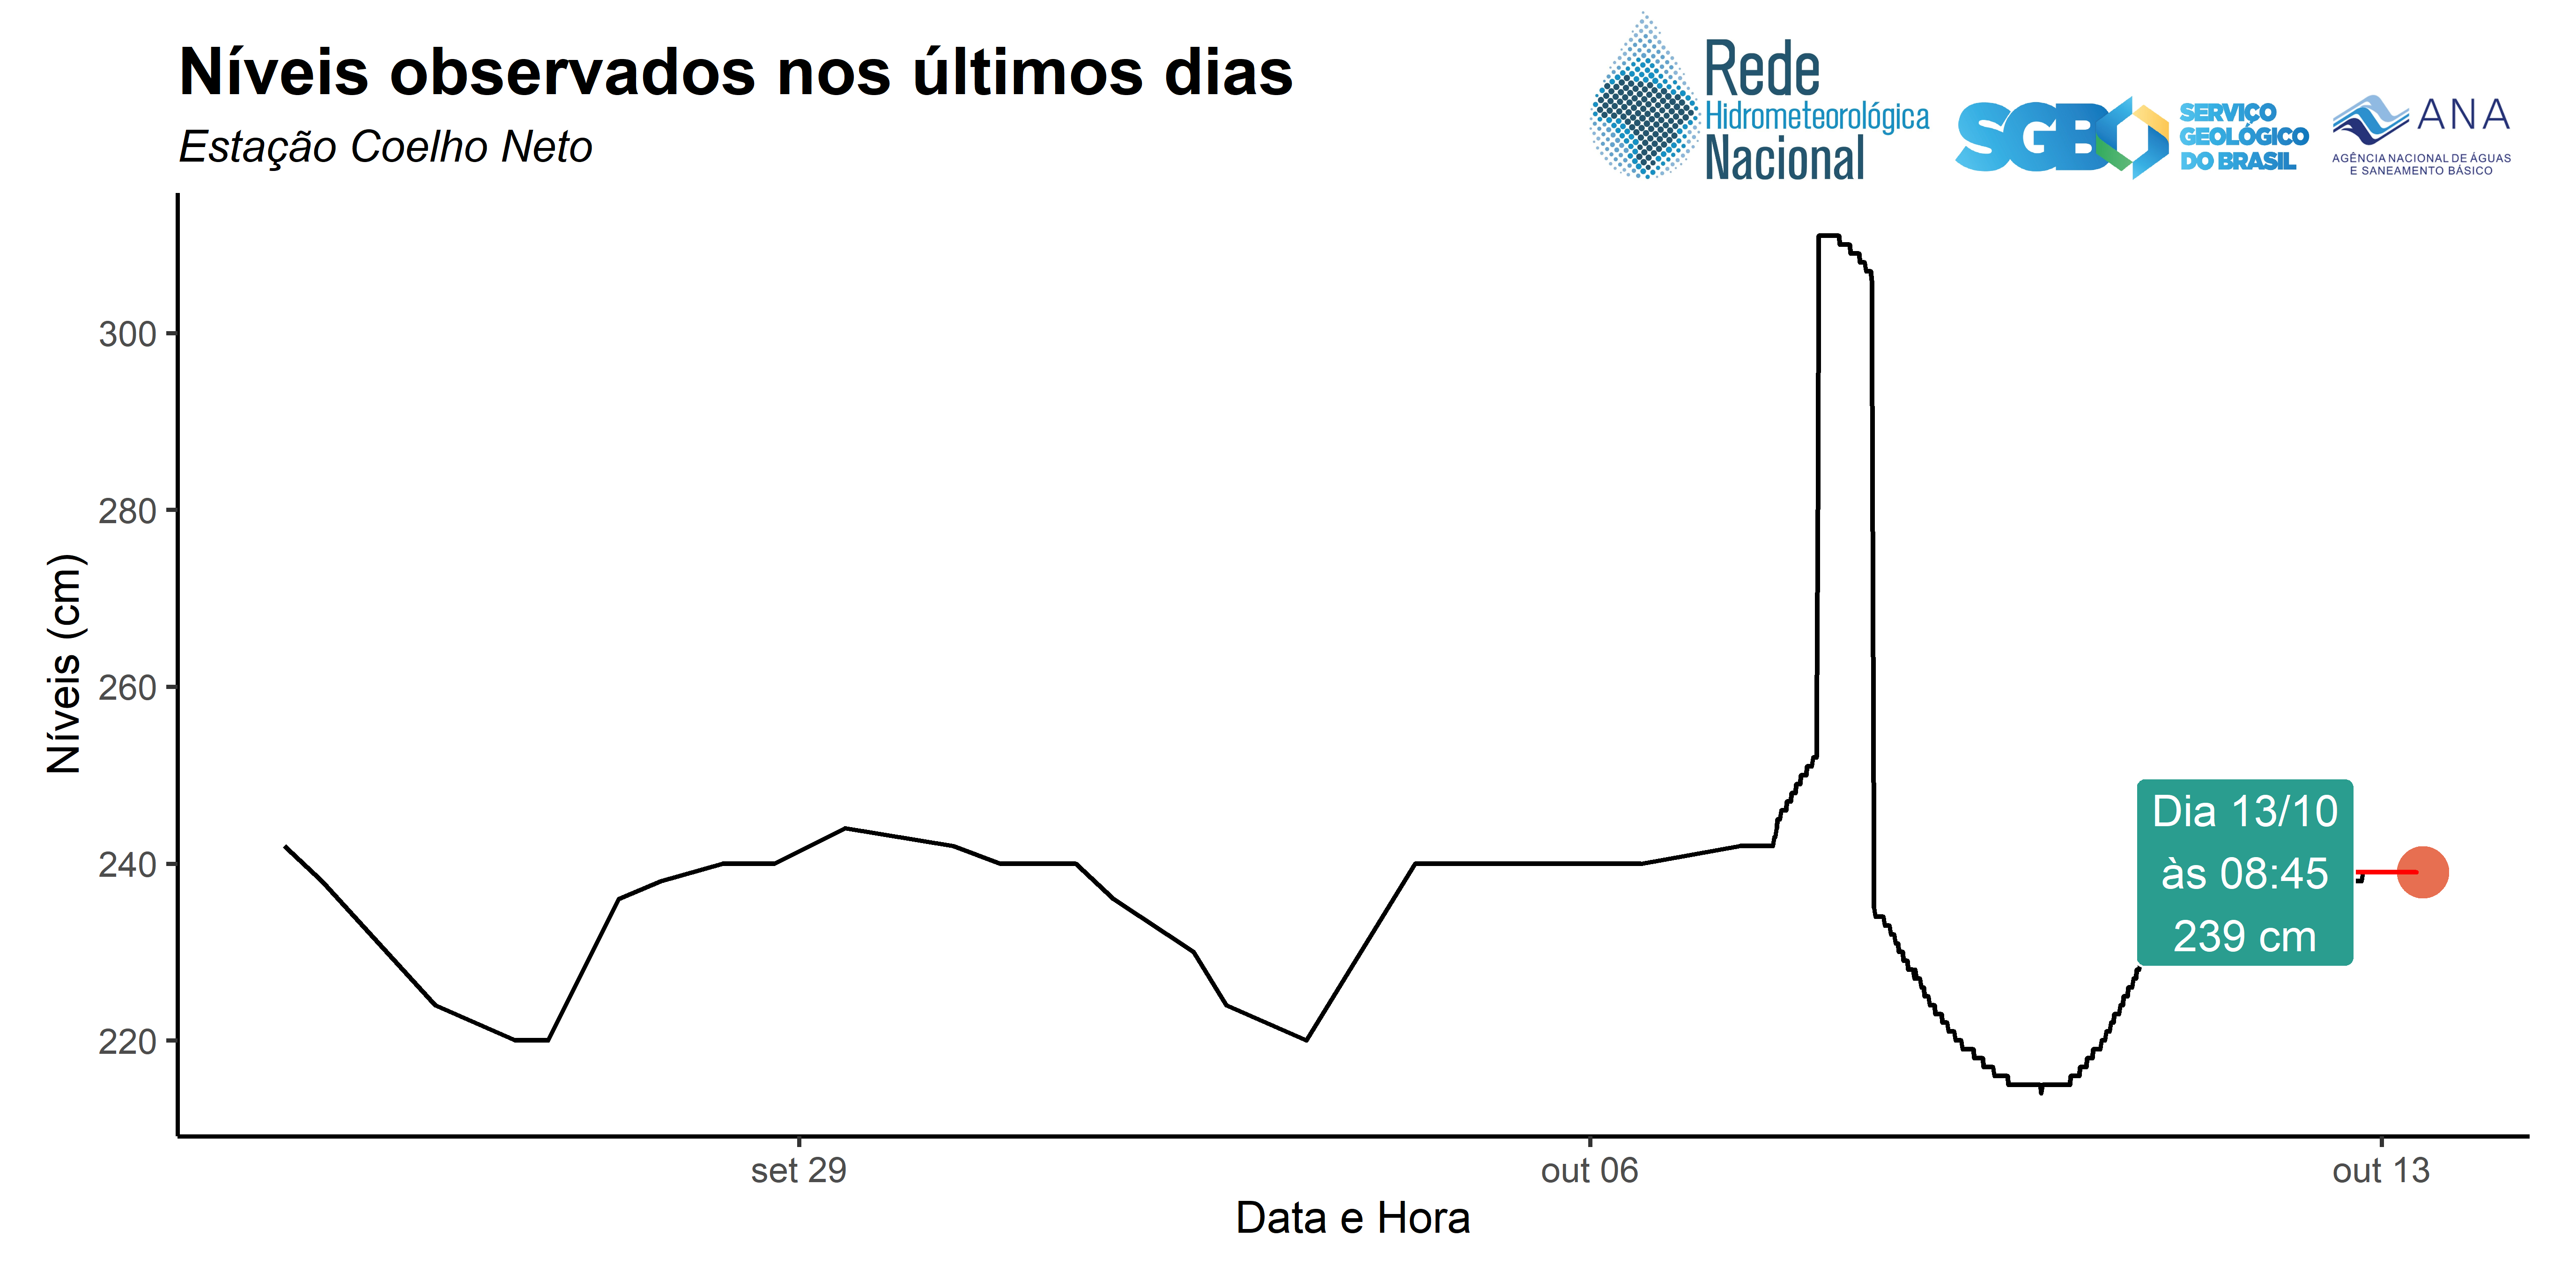 Níveis observados nos últimos dias
Estação Coelho Neto
Rede
Hidrometeorológica
Nacional
SGB
SERVIÇO
GEOLÓGICO
DO BRASIL
ANA
AGÊNCIA NACIONAL DE ÁGUAS
E SANEAMENTO BÁSICO
Níveis (cm)
300
280
260
240
220
Dia 13/10
às 08:45
239 cm
set 29
out 06
out 13
Data e Hora